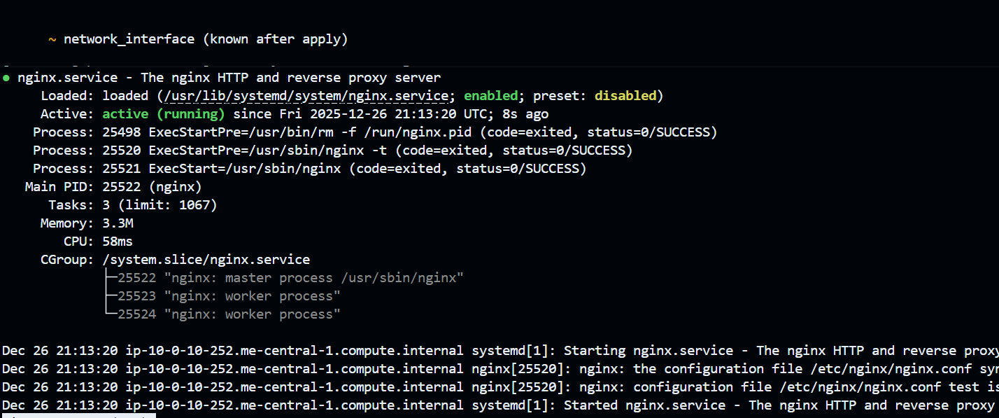 ~ network_interface (known after apply)
● nginx.service - The nginx HTTP and reverse proxy server
Loaded: loaded (/usr/lib/systemd/system/nginx.service; enabled; preset: disabled)
Active: active (running) since Fri 2025-12-26 21:13:20 UTC; 8s ago
Process: 25498 ExecStartPre=/usr/bin/rm -f /run/nginx.pid (code=exited, status=0/SUCCESS)
Process: 25520 ExecStartPre=/usr/sbin/nginx -t (code=exited, status=0/SUCCESS)
Process: 25521 ExecStart=/usr/sbin/nginx (code=exited, status=0/SUCCESS)
Main PID: 25522 (nginx)
Tasks: 3 (limit: 1067)
Memory: 3.3M
CPU: 58ms
CGroup: /system.slice/nginx.service
├─25522 "nginx: master process /usr/sbin/nginx"
├─25523 "nginx: worker process"
└─25524 "nginx: worker process"
Dec 26 21:13:20 ip-10-0-10-252.me-central-1.compute.internal systemd[1]: Starting nginx.service - The nginx HTTP and reverse proxy
Dec 26 21:13:20 ip-10-0-10-252.me-central-1.compute.internal nginx[25520]: nginx: the configuration file /etc/nginx/nginx.conf syn
Dec 26 21:13:20 ip-10-0-10-252.me-central-1.compute.internal nginx[25520]: nginx: configuration file /etc/nginx/nginx.conf test is
Dec 26 21:13:20 ip-10-0-10-252.me-central-1.compute.internal systemd[1]: Started nginx.service - The nginx HTTP and reverse proxy